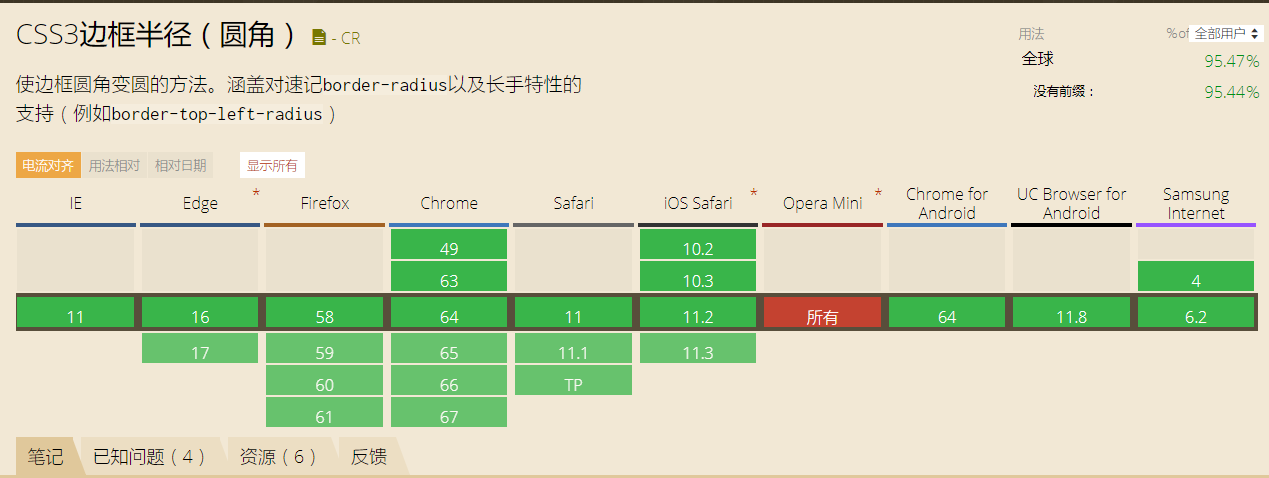 CSS3边框半径（圆角） - CR
用法 %of 全部用户
全球 95.47%
没有前缀： 95.44%
使边框圆角变圆的方法。涵盖对速记border-radius以及长手特性的
支持（例如border-top-left-radius）
电流对齐 用法相对 相对日期 显示所有
IE Edge * Firefox Chrome Safari iOS Safari * Opera Mini * Chrome for Android UC Browser for Android Samsung Internet
49 10.2
63 10.3 4
11 16 58 64 11 11.2 所有 64 11.8 6.2
17 59 65 11.1 11.3
60 66 TP
61 67
笔记 已知问题（4） 资源（6） 反馈